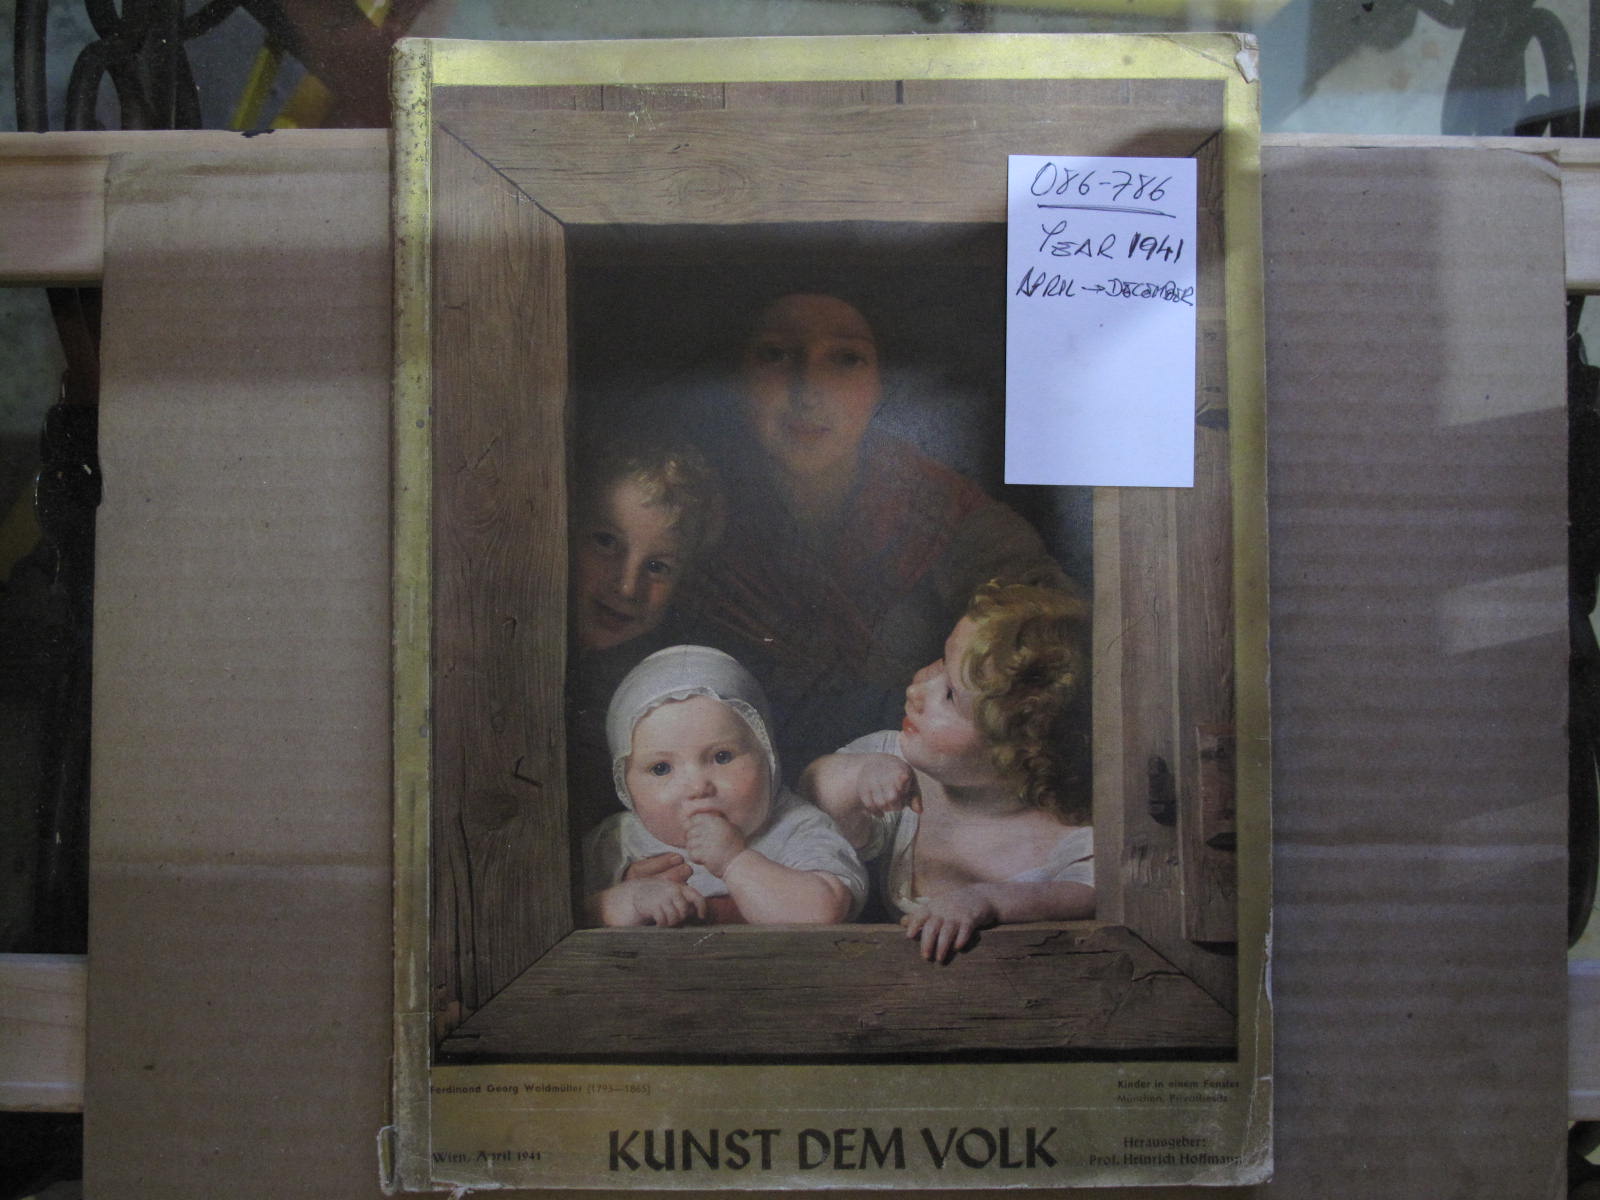 086-786
YEAR 1941
APRIL → DECEMBER
Ferdinand Georg Waldmüller (1793—1865)
Kinder in einem Fenster
München, Privatbesitz
Wien, April 1941
KUNST DEM VOLK
Herausgeber:
Prof. Heinrich Hoffmann